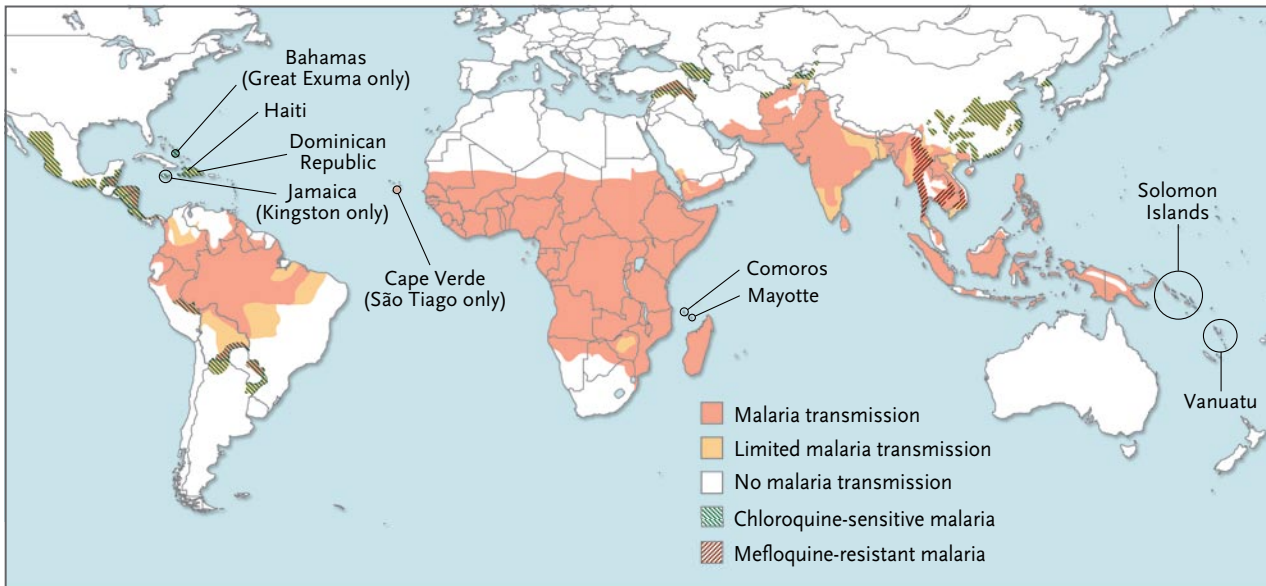 Bahamas
(Great Exuma only)
Haiti
Dominican
Republic
Jamaica
(Kingston only)
Cape Verde
(São Tiago only)
Comoros
Mayotte
Solomon
Islands
Vanuatu
Malaria transmission
Limited malaria transmission
No malaria transmission
Chloroquine-sensitive malaria
Mefloquine-resistant malaria